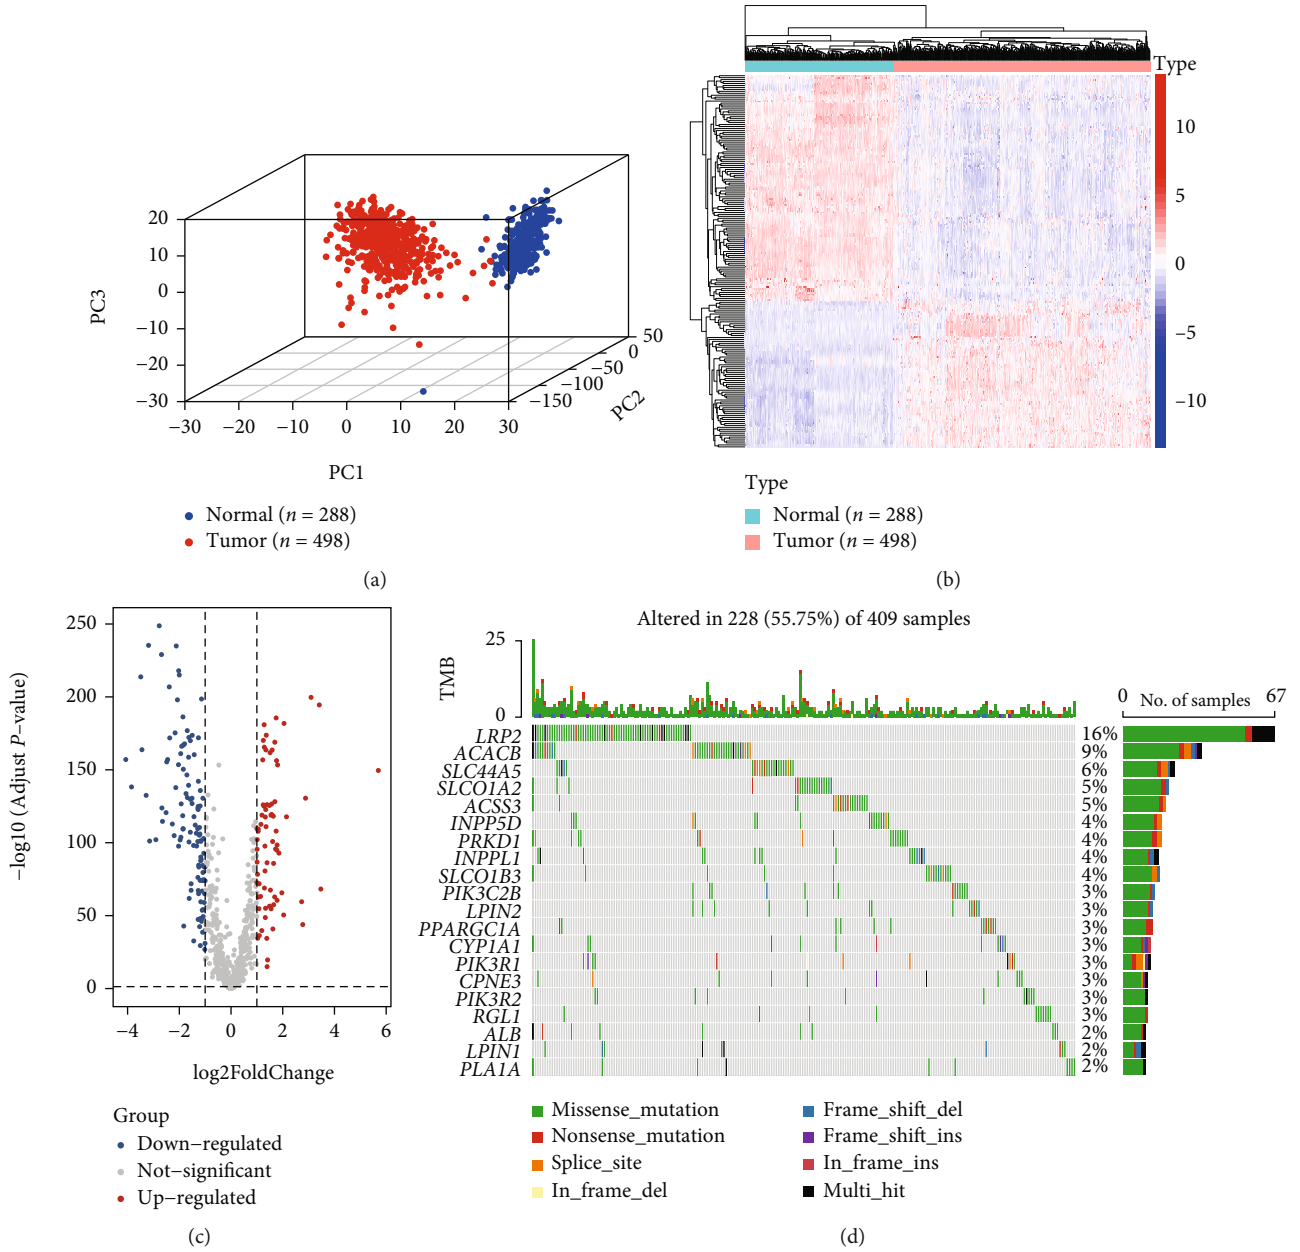 20
10
0
−10
−20
−30
PC3
−30
−20
−10
0
10
20
30
PC1
50
0
−50
−100
−150
PC2
Normal (n = 288)
Tumor (n = 498)
(a)
Type
10
5
0
−5
−10
Type
Normal (n = 288)
Tumor (n = 498)
(b)
250
200
150
100
50
0
−log10 (Adjust P−value)
−4
−2
0
2
4
6
log2FoldChange
Group
Down−regulated
Not−significant
Up−regulated
(c)
Altered in 228 (55.75%) of 409 samples
25
0
TMB
0 No. of samples 67
LRP2 16%
ACACB 9%
SLC44A5 6%
SLCO1A2 5%
ACSS3 5%
INPP5D 4%
PRKD1 4%
INPPL1 4%
SLCO1B3 4%
PIK3C2B 3%
LPIN2 3%
PPARGC1A 3%
CYP1A1 3%
PIK3R1 3%
CPNE3 3%
PIK3R2 3%
RGL1 3%
ALB 2%
LPIN1 2%
PLA1A 2%
Missense_mutation
Nonsense_mutation
Splice_site
In_frame_del
Frame_shift_del
Frame_shift_ins
In_frame_ins
Multi_hit
(d)